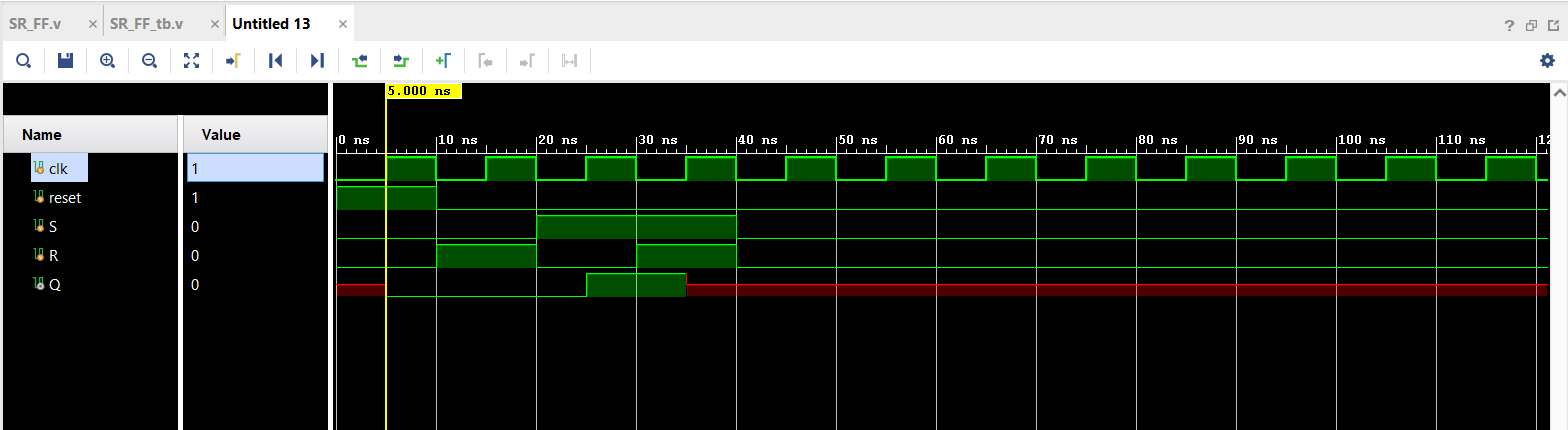 SR_FF.v × SR_FF_tb.v × Untitled 13 ×
?
5.000 ns
Name Value
0 ns 10 ns 20 ns 30 ns 40 ns 50 ns 60 ns 70 ns 80 ns 90 ns 100 ns 110 ns 12
clk 1
reset 1
S 0
R 0
Q 0